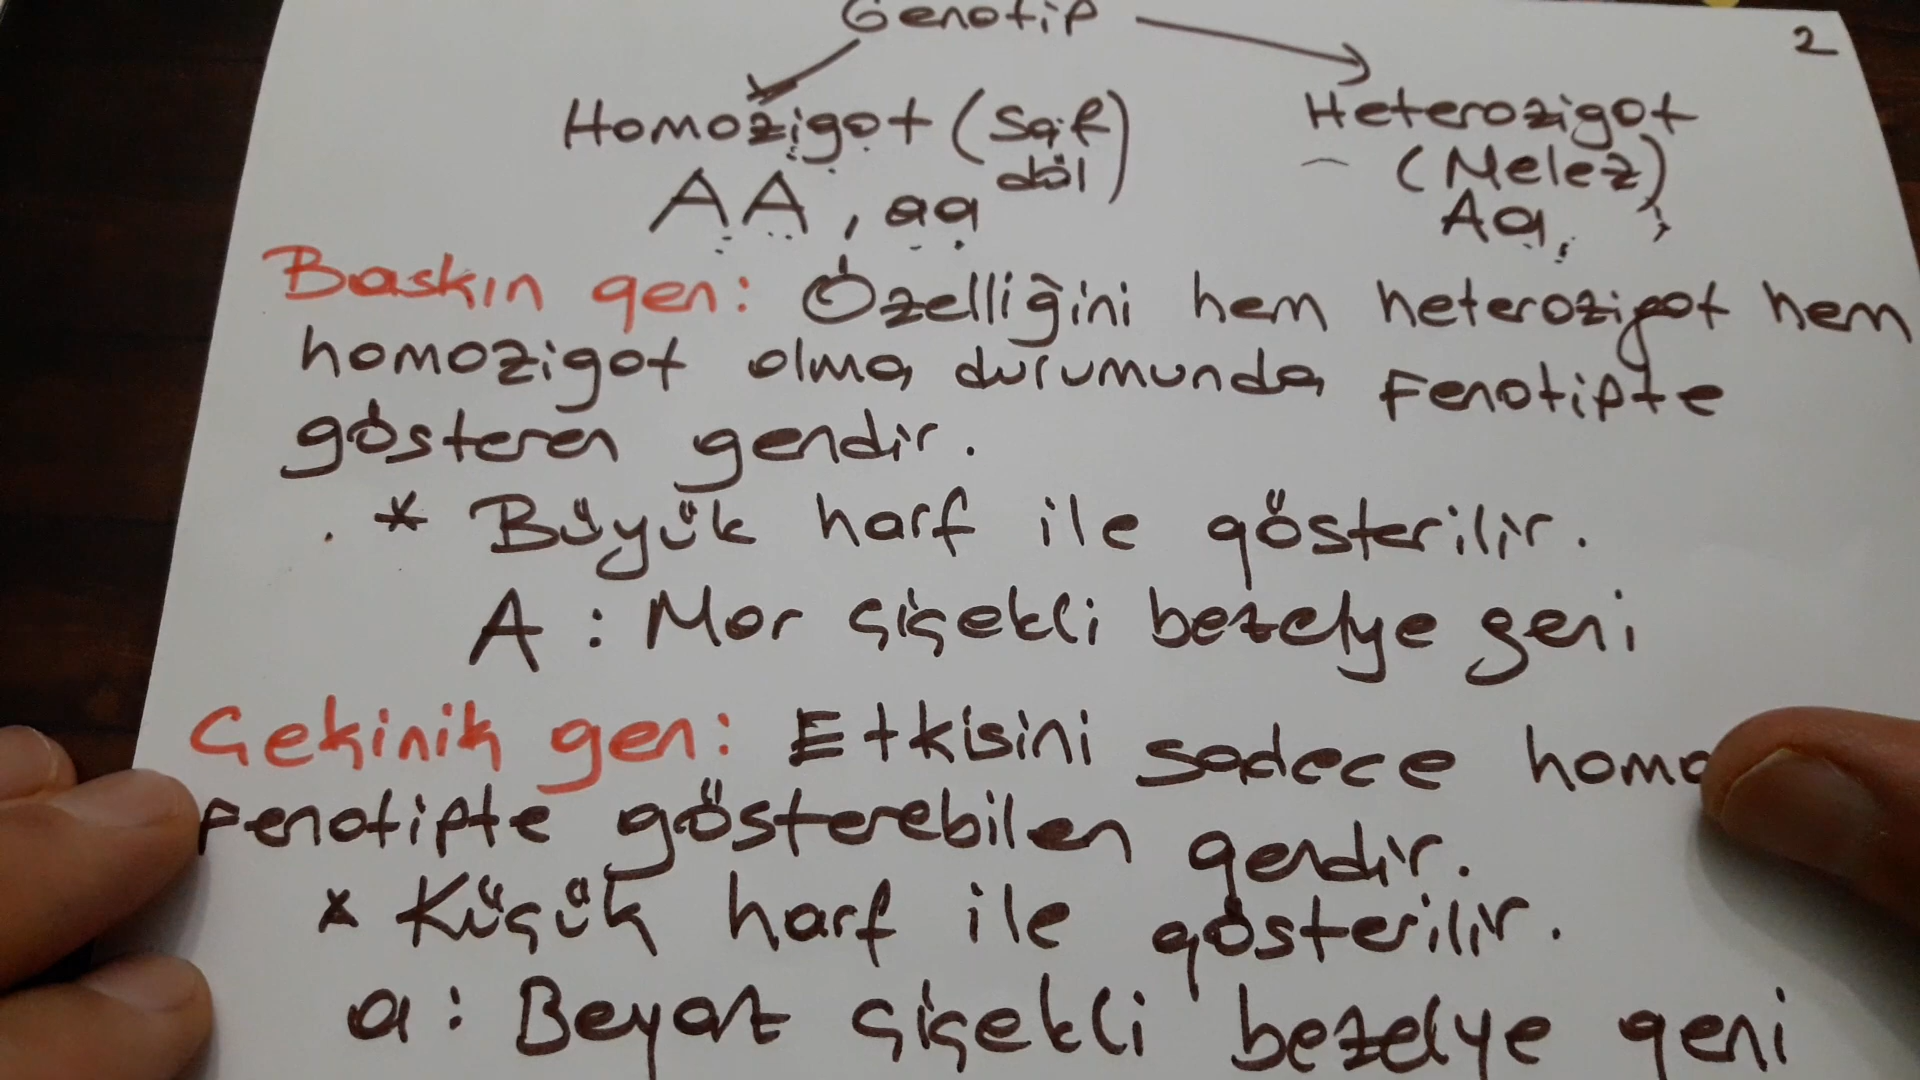 Genotip
2
Homozigot (Saf döl)
Heterozigot (Melez)
AA, aa
Aa,
Baskın gen: Özelliğini hem heterozigot hem
homozigot olma durumunda Fenotipte
gösteren gendir.
* Büyük harf ile gösterilir.
A : Mor çiçekli bezelye geni
Çekinik gen: Etkisini sadece homo
Fenotipte gösterebilen gendir.
* Küçük harf ile gösterilir.
a : Beyaz çiçekli bezelye geni